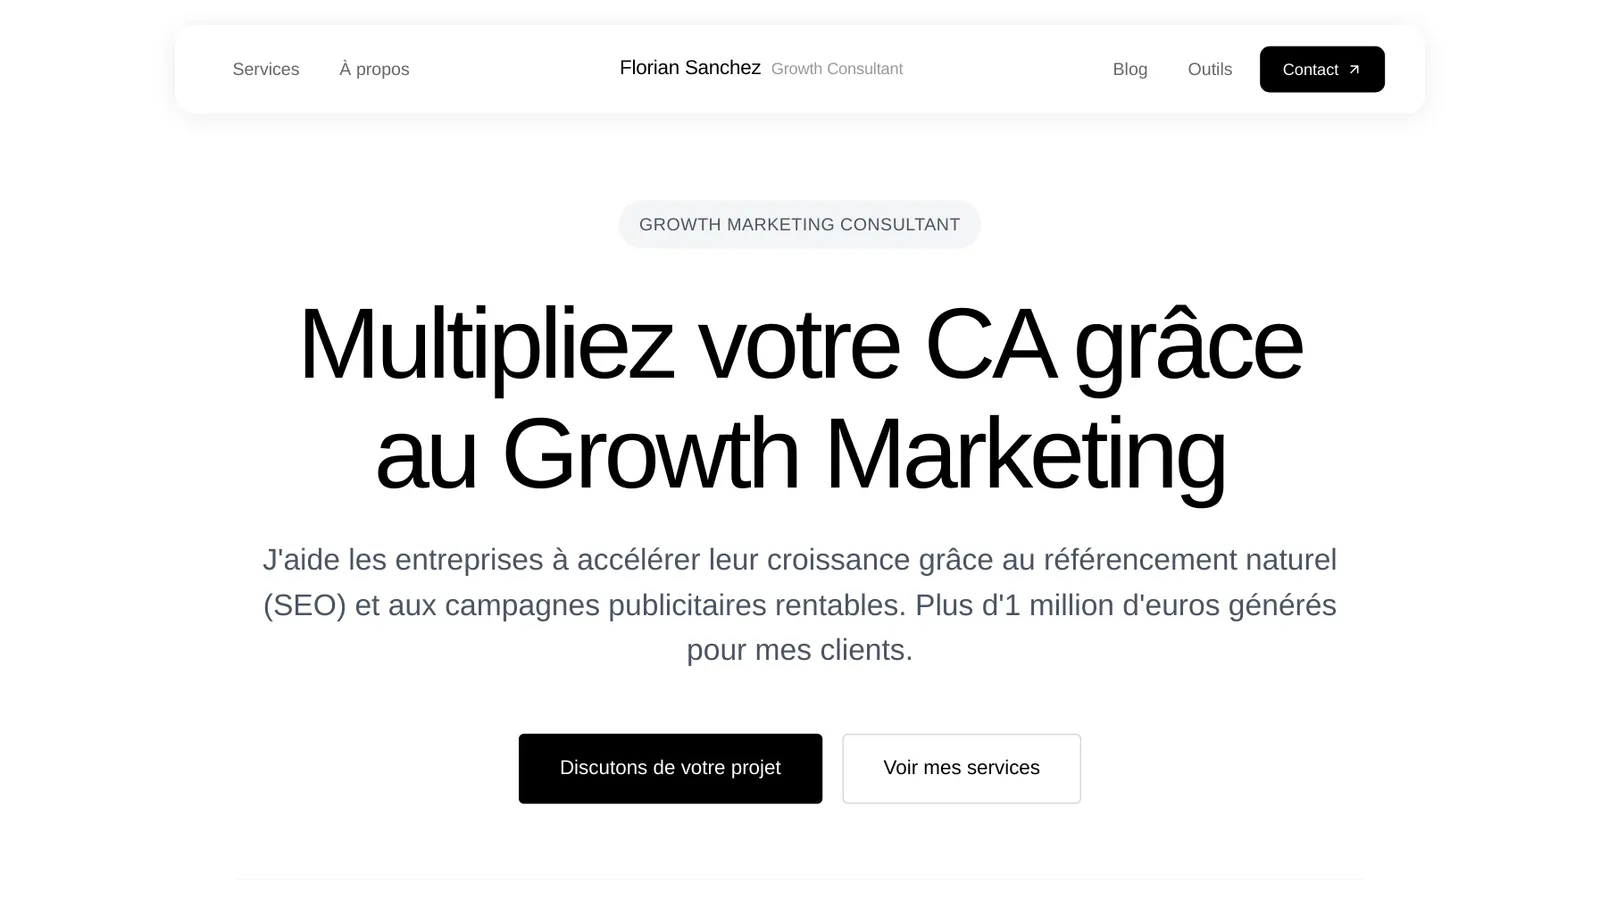 Services
À propos
Florian Sanchez Growth Consultant
Blog
Outils
Contact
GROWTH MARKETING CONSULTANT
Multipliez votre CA grâce
au Growth Marketing
J'aide les entreprises à accélérer leur croissance grâce au référencement naturel
(SEO) et aux campagnes publicitaires rentables. Plus d'1 million d'euros générés
pour mes clients.
Discutons de votre projet
Voir mes services